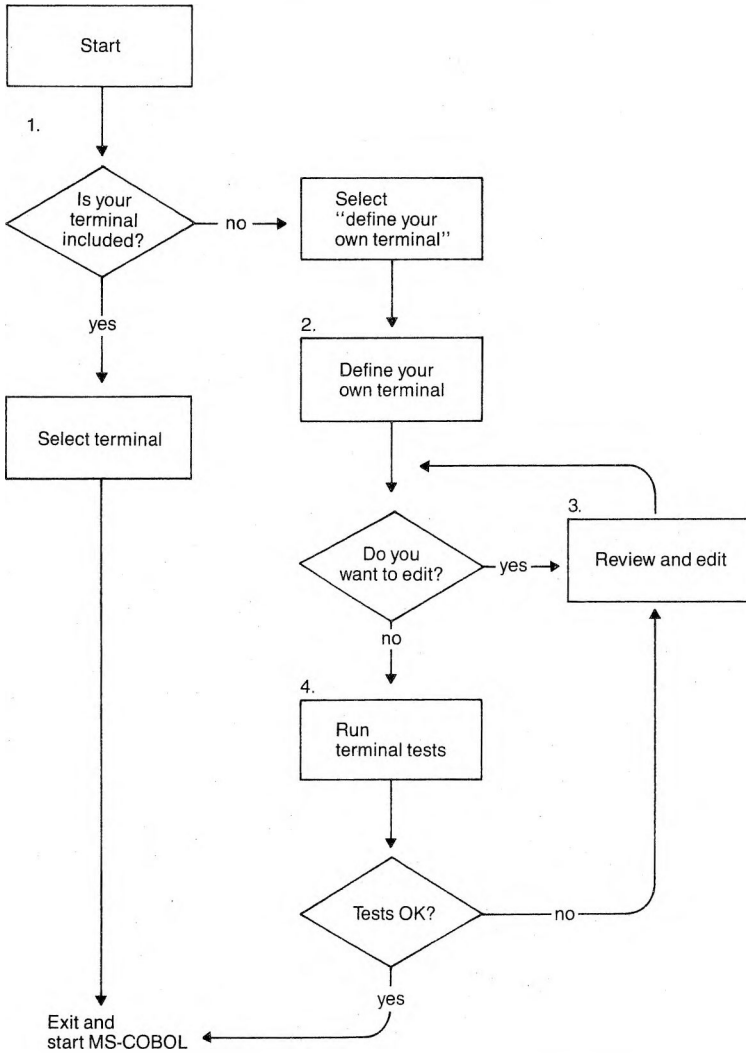 Start
1.
Is your
terminal
included?
no
Select
“define your
own terminal”
yes
2.
Define your
own terminal
Select terminal
3.
Do you
want to edit?
yes
Review and edit
no
4.
Run
terminal tests
Tests OK?
no
yes
Exit and
start MS-COBOL